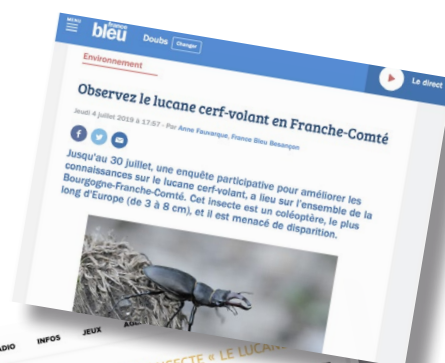 MENU
france
bleu
Doubs
Changer
Le direct
Environnement
Observez le lucane cerf-volant en Franche-Comté
Jeudi 4 juillet 2019 à 17:07 - Par Anne Fauvarque, France Bleu Besançon
Jusqu'au 30 juillet, une enquête participative pour améliorer les
connaissances sur le lucane cerf-volant, a lieu sur l'ensemble de la
Bourgogne-Franche-Comté. Cet insecte est un coléoptère, le plus
long d'Europe (de 3 à 8 cm), et il est menacé de disparition.
INFOS
JEUX
« LE